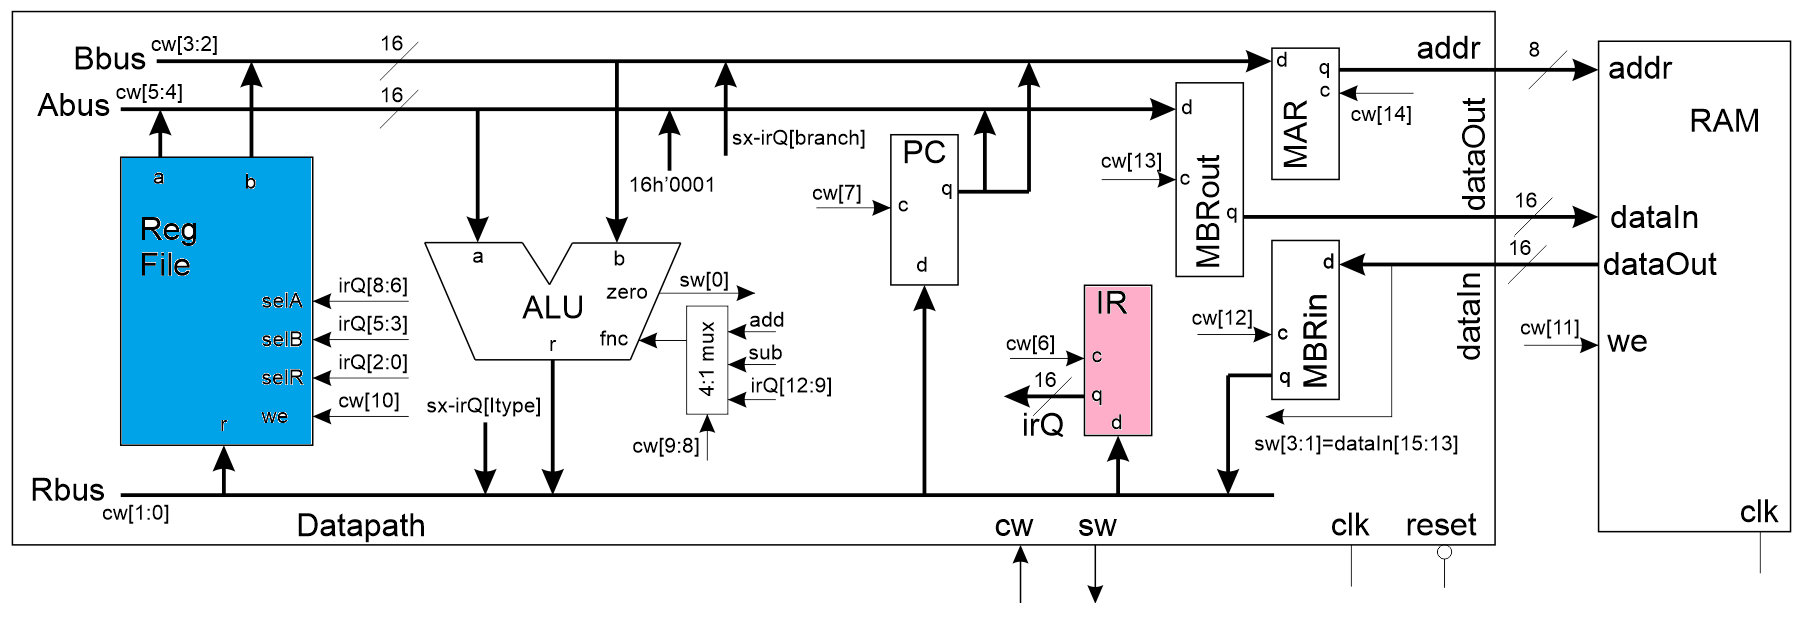 Bbus
cw[3:2]
16
Abus
cw[5:4]
16
addr
8
addr
RAM
d
q
c
MAR
cw[14]
dataOut
d
cw[13]
c
q
MBRout
16
dataIn
16
dataOut
sx-irQ[branch]
16h'0001
PC
q
cw[7]
c
d
a
b
Reg
File
selA
irQ[8:6]
selB
irQ[5:3]
selR
irQ[2:0]
we
cw[10]
r
a
b
zero
sw[0]
ALU
fnc
r
4:1 mux
add
sub
irQ[12:9]
cw[9:8]
sx-irQ[Itype]
IR
cw[6]
c
16
q
irQ
d
d
MBRin
cw[12]
c
q
dataIn
sw[3:1]=dataIn[15:13]
cw[11]
we
Rbus
cw[1:0]
Datapath
cw
sw
clk
reset
clk